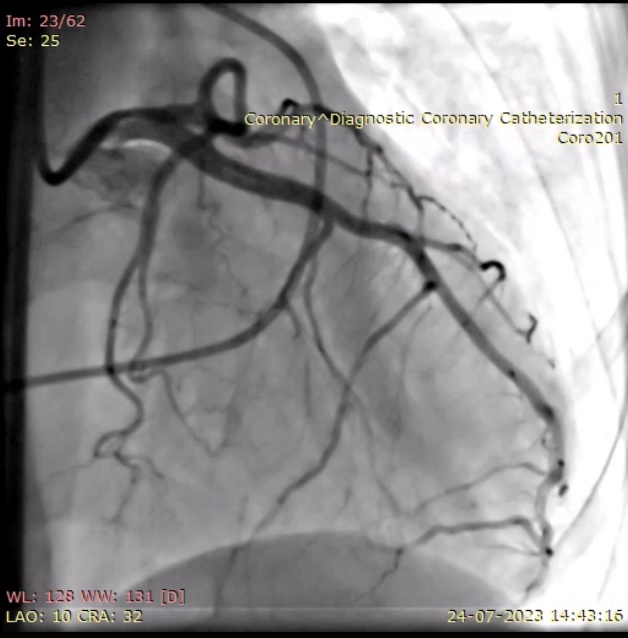 Im: 23/62
Se: 25
1
Coronary^Diagnostic Coronary Catheterization
Coro201
WL: 128 WW: 131 [D]
LAO: 10 CRA: 32
24-07-2023 14:43:16